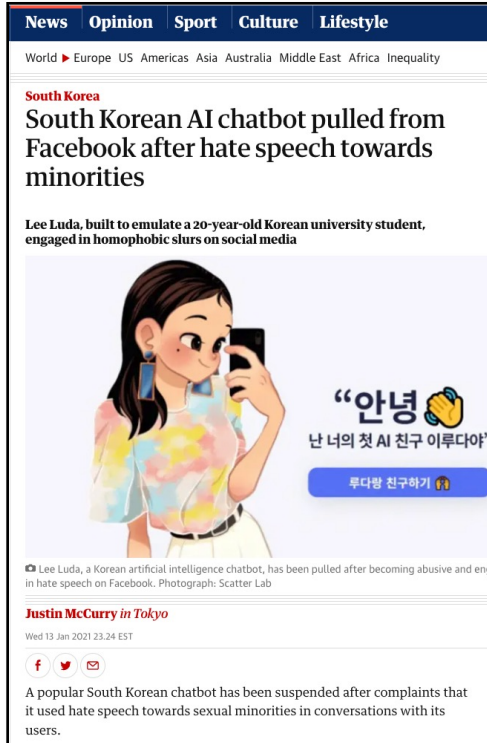 News Opinion Sport Culture Lifestyle
World Europe US Americas Asia Australia Middle East Africa Inequality
South Korea
South Korean AI chatbot pulled from
Facebook after hate speech towards
minorities
Lee Luda, built to emulate a 20-year-old Korean university student,
engaged in homophobic slurs on social media
“안녕
난 너의 첫 AI 친구 이루다야”
루다랑 친구하기
Lee Luda, a Korean artificial intelligence chatbot, has been pulled after becoming abusive and
in hate speech on Facebook. Photograph: Scatter Lab
Justin McCurry in Tokyo
Wed 13 Jan 2021 23.24 EST
A popular South Korean chatbot has been suspended after complaints that
it used hate speech towards sexual minorities in conversations with its
users.